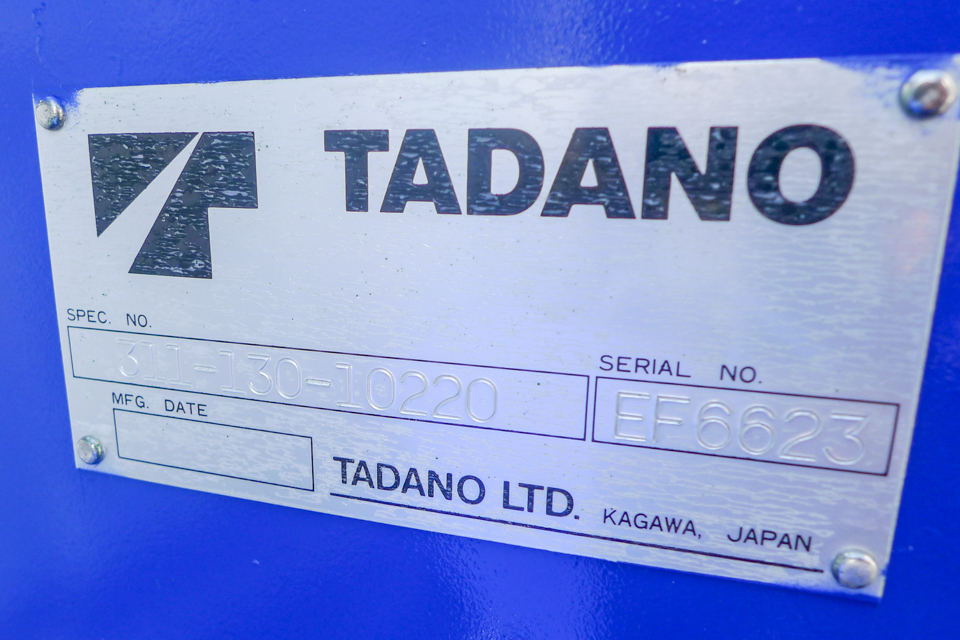 TADANO
SPEC. NO.
311-130-10220
SERIAL NO.
EF6623
MFG. DATE
TADANO LTD. KAGAWA, JAPAN